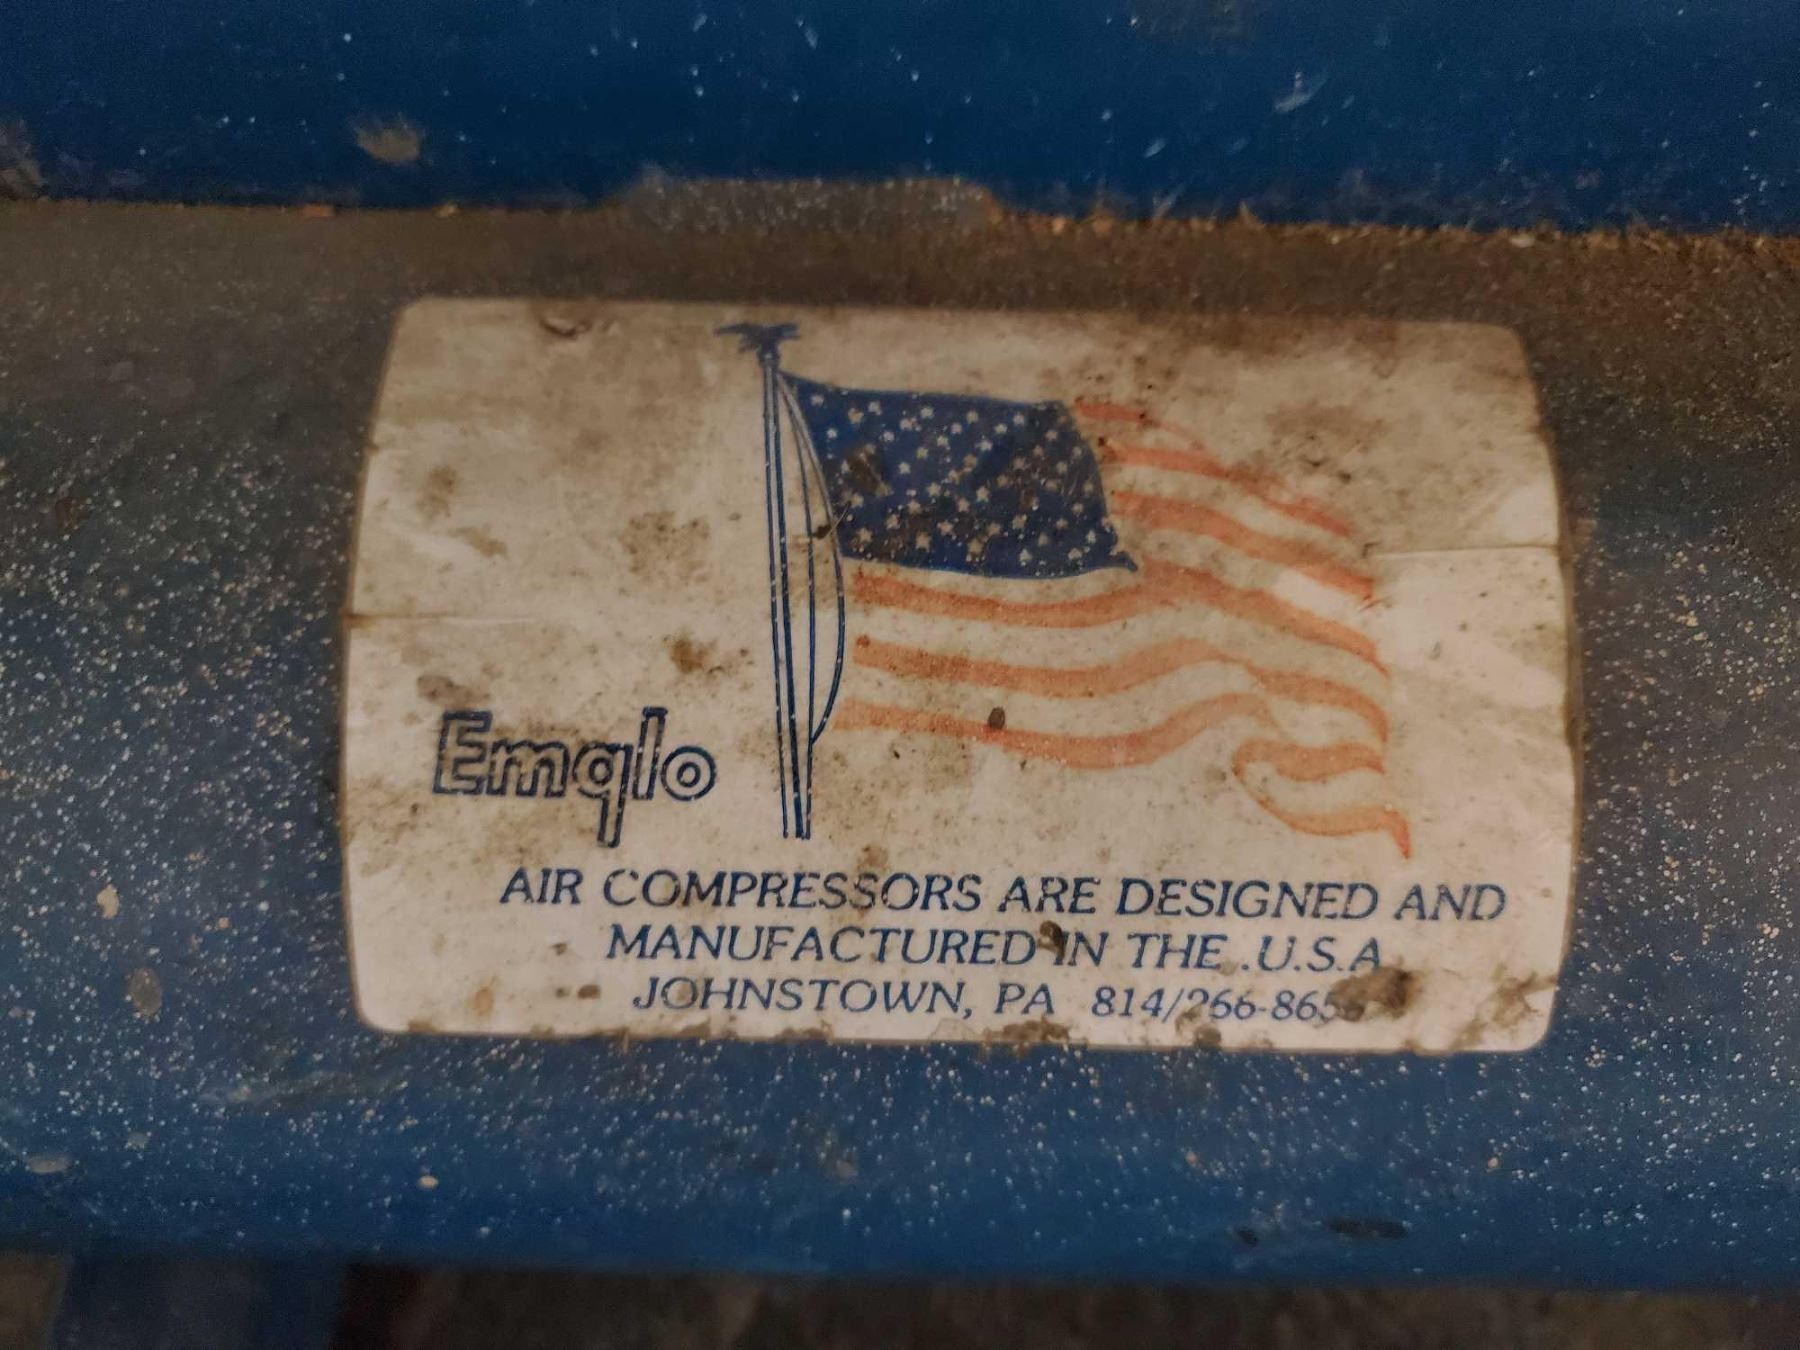 Emglo
AIR COMPRESSORS ARE DESIGNED AND
MANUFACTURED IN THE .U.S.A
JOHNSTOWN, PA